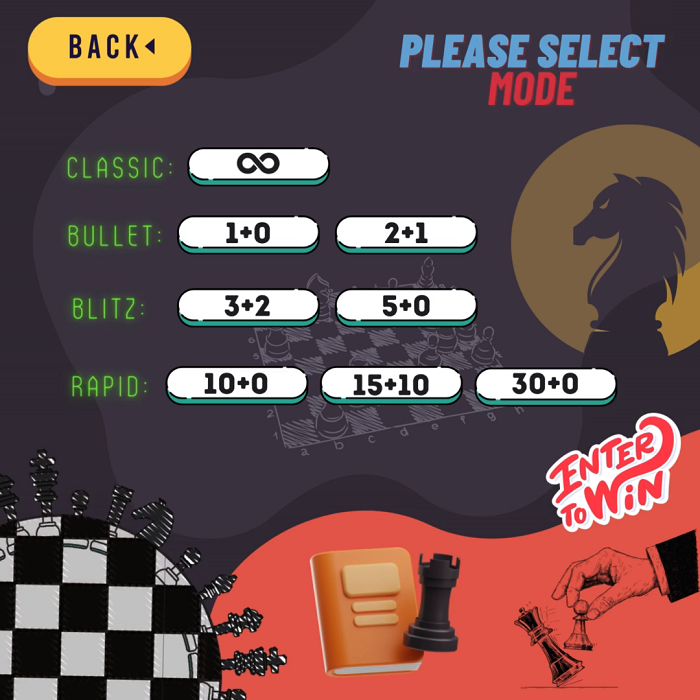 BACK
PLEASE SELECT
MODE
CLASSIC: ∞
BULLET: 1+0 2+1
BLITZ: 3+2 5+0
RAPID: 10+0 15+10 30+0
a b c d e f
ENTER
TO WiN